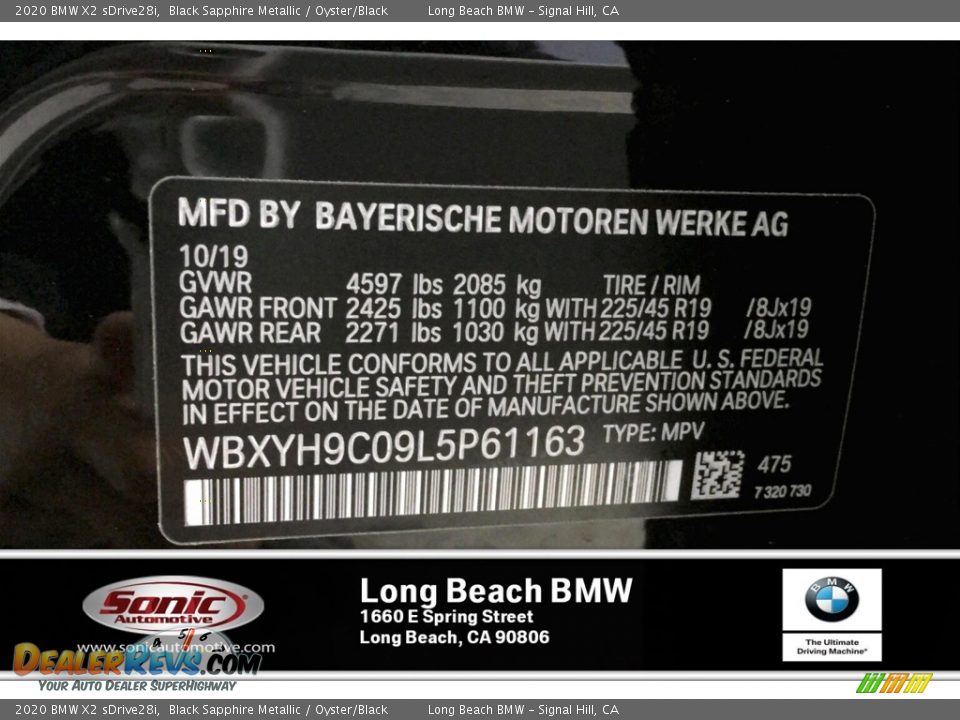 2020 BMW X2 sDrive28i, Black Sapphire Metallic / Oyster/Black Long Beach BMW - Signal Hill, CA
MFD BY BAYERISCHE MOTOREN WERKE AG
10/19
GVWR 4597 lbs 2085 kg TIRE / RIM
GAWR FRONT 2425 lbs 1100 kg WITH 225/45 R19 /8Jx19
GAWR REAR 2271 lbs 1030 kg WITH 225/45 R19 /8Jx19
THIS VEHICLE CONFORMS TO ALL APPLICABLE U. S. FEDERAL
MOTOR VEHICLE SAFETY AND THEFT PREVENTION STANDARDS
IN EFFECT ON THE DATE OF MANUFACTURE SHOWN ABOVE.
WBXYH9C09L5P61163 TYPE: MPV
475
7 320 730
Sonic
Automotive
www.sonicautomotive.com
Long Beach BMW
1660 E Spring Street
Long Beach, CA 90806
BMW
The Ultimate
Driving Machine®
4 5 6
DealerRevs.com
Your Auto Dealer SuperHighway
2020 BMW X2 sDrive28i, Black Sapphire Metallic / Oyster/Black Long Beach BMW - Signal Hill, CA